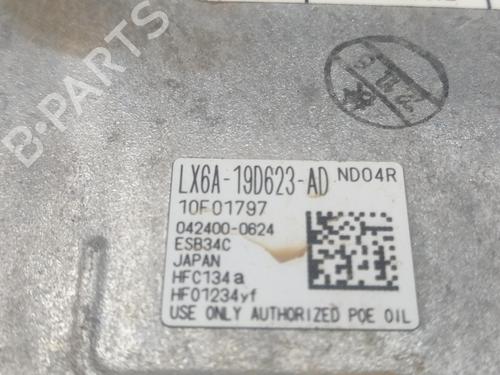 B-PARTS
LX6A-19D623-AD ND04R
10F01797
042400-0624
ESB34C
JAPAN
HFC134a
HFO1234yf
USE ONLY AUTHORIZED POE OIL